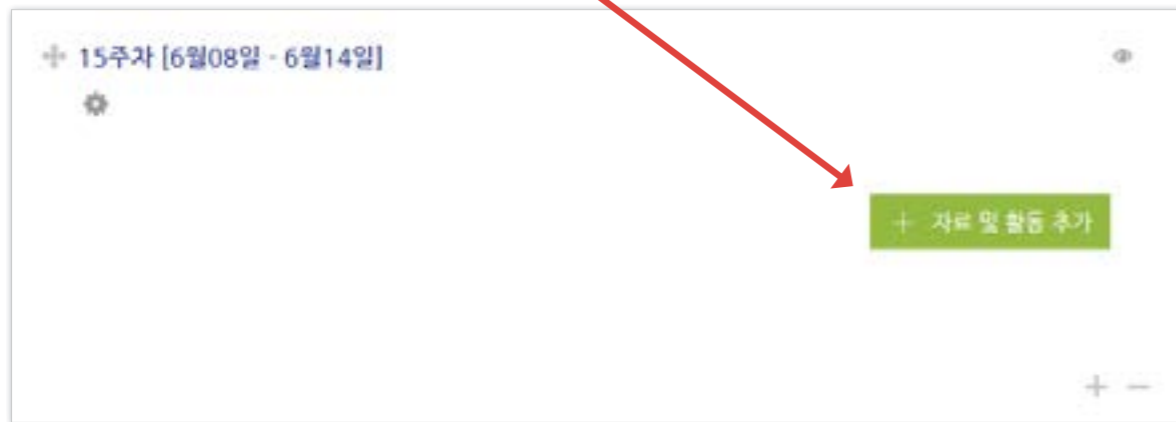 15주차 [6월08일 - 6월14일]
+ 자료 및 활동 추가
+ -